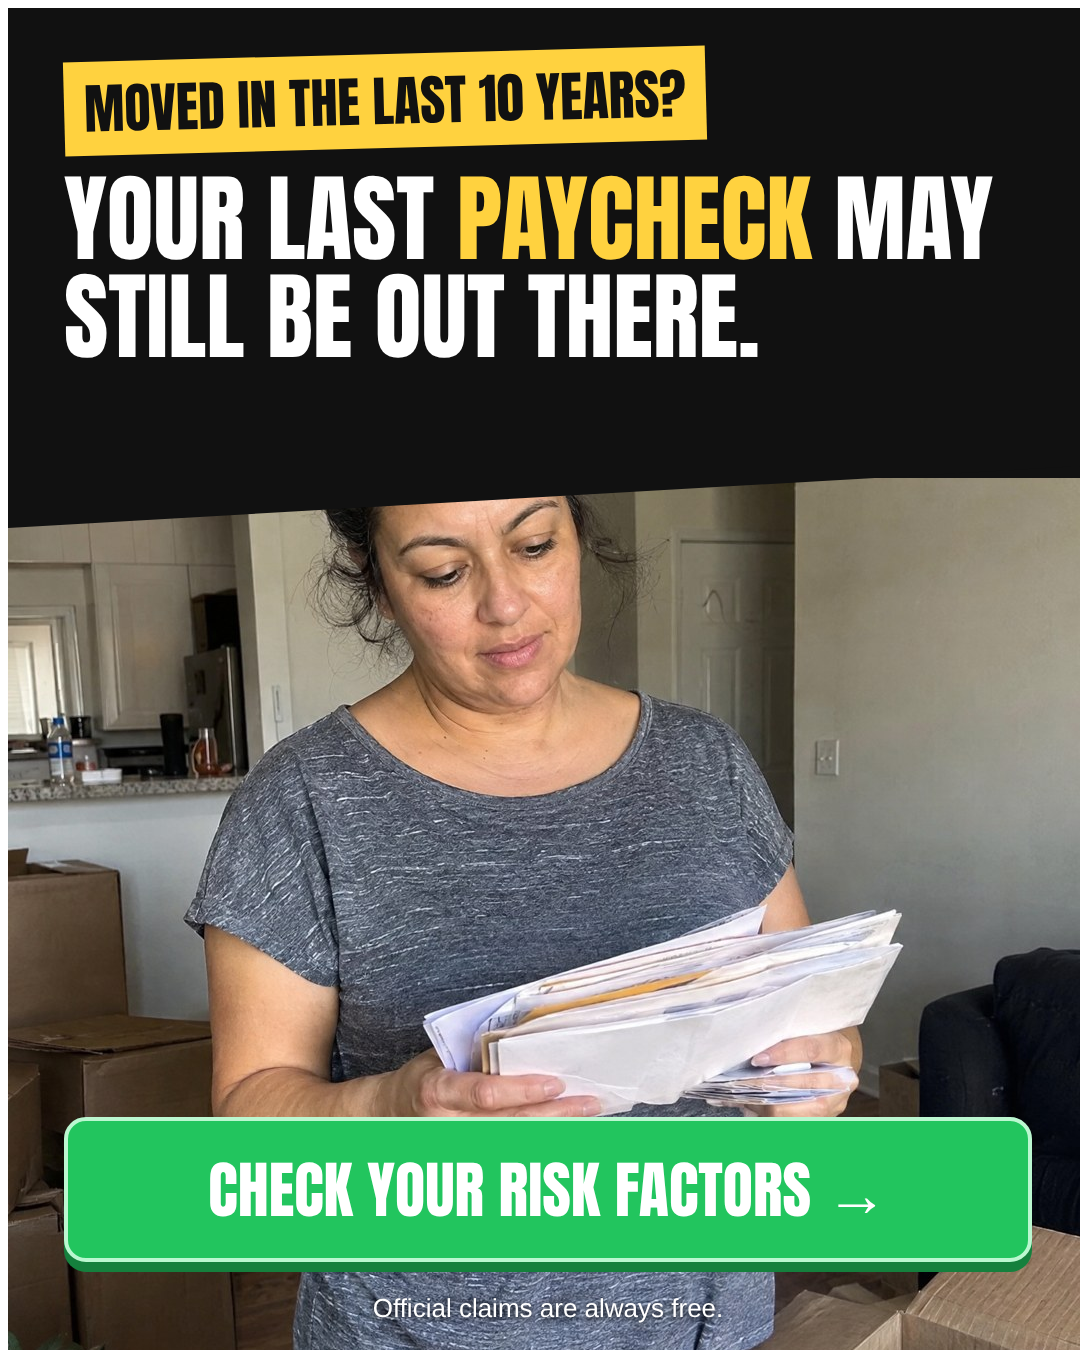 MOVED IN THE LAST 10 YEARS?
YOUR LAST PAYCHECK MAY
STILL BE OUT THERE.
CHECK YOUR RISK FACTORS →
Official claims are always free.